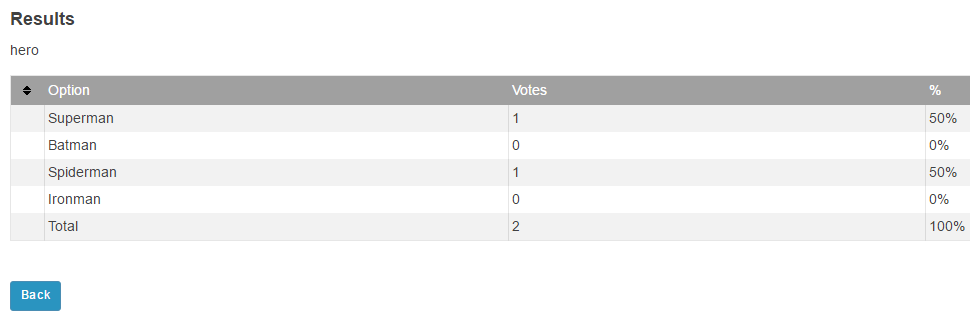 Results
hero
Option Votes %
Superman 1 50%
Batman 0 0%
Spiderman 1 50%
Ironman 0 0%
Total 2 100%
Back